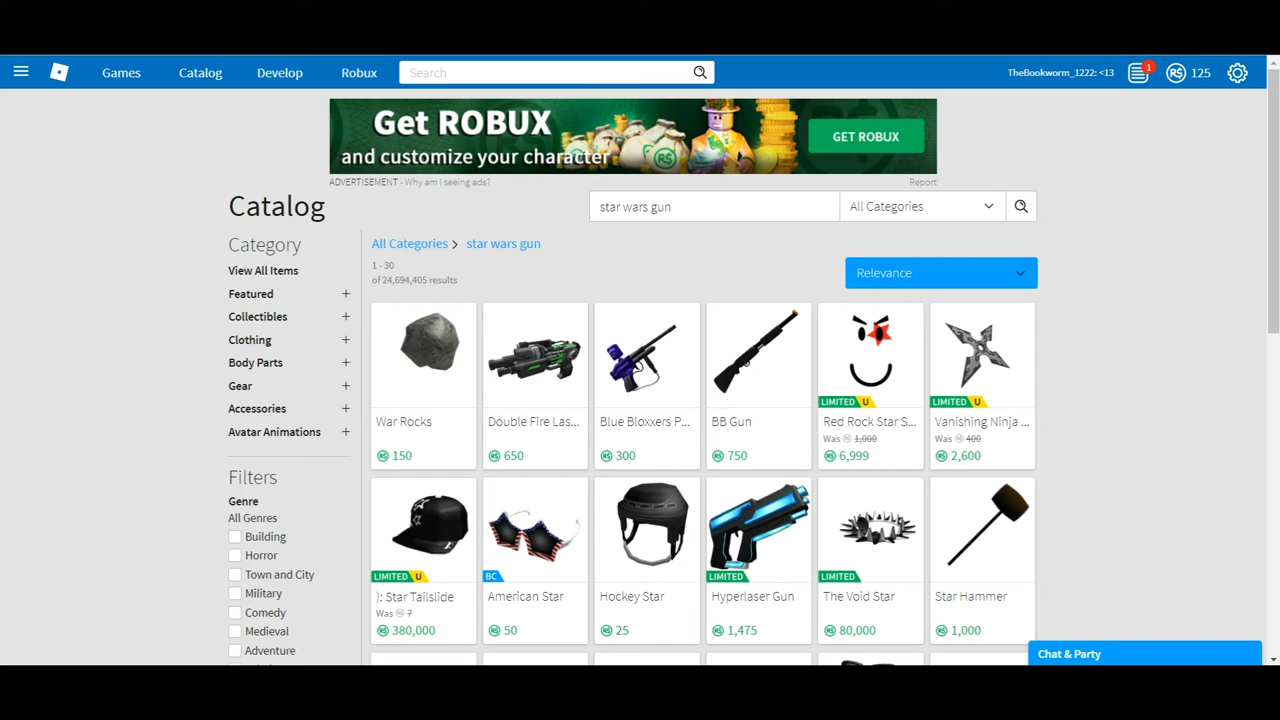 Games Catalog Develop Robux Search TheBookworm_1222: <13 1 125
Get ROBUX
and customize your character
GET ROBUX
ADVERTISEMENT - Why am I seeing ads? Report
Catalog
star wars gun All Categories
Category
View All Items
Featured +
Collectibles +
Clothing +
Body Parts +
Gear +
Accessories +
Avatar Animations +
Filters
Genre
All Genres
Building
Horror
Town and City
Military
Comedy
Medieval
Adventure
All Categories > star wars gun
1 - 30
of 24,694,405 results
Relevance
War Rocks
R$ 150
Double Fire Las...
R$ 650
Blue Bloxxers P...
R$ 300
BB Gun
R$ 750
LIMITED U
Red Rock Star S...
Was R$ 1,000
R$ 6,999
LIMITED U
Vanishing Ninja ...
Was R$ 400
R$ 2,600
LIMITED U
): Star Tailslide
Was R$ 7
R$ 380,000
BC
American Star
R$ 50
Hockey Star
R$ 25
LIMITED
Hyperlaser Gun
R$ 1,475
LIMITED
The Void Star
R$ 80,000
Star Hammer
R$ 1,000
Chat & Party